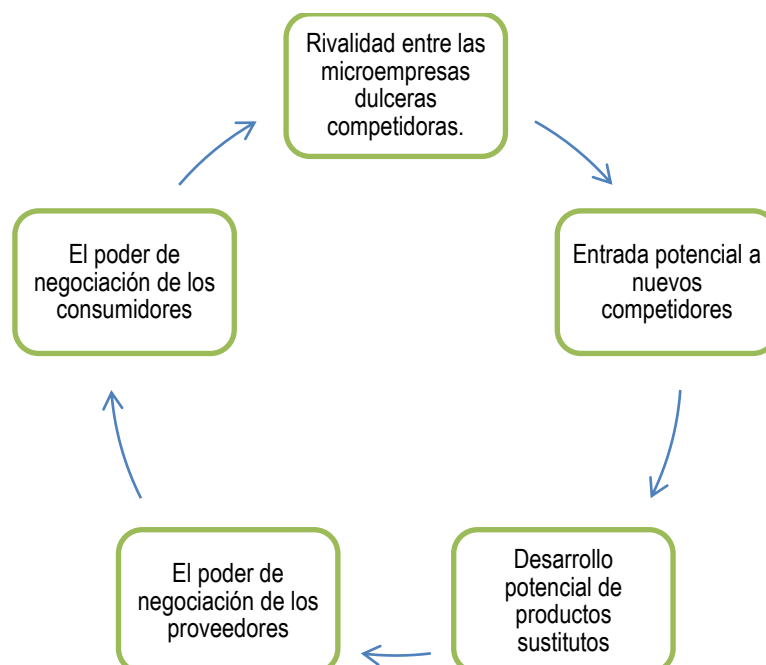 Rivalidad entre las
microempresas
dulceras
competidoras.
Entrada potencial a
nuevos
competidores
Desarrollo
potencial de
productos
sustitutos
El poder de
negociación de los
proveedores
El poder de
negociación de los
consumidores